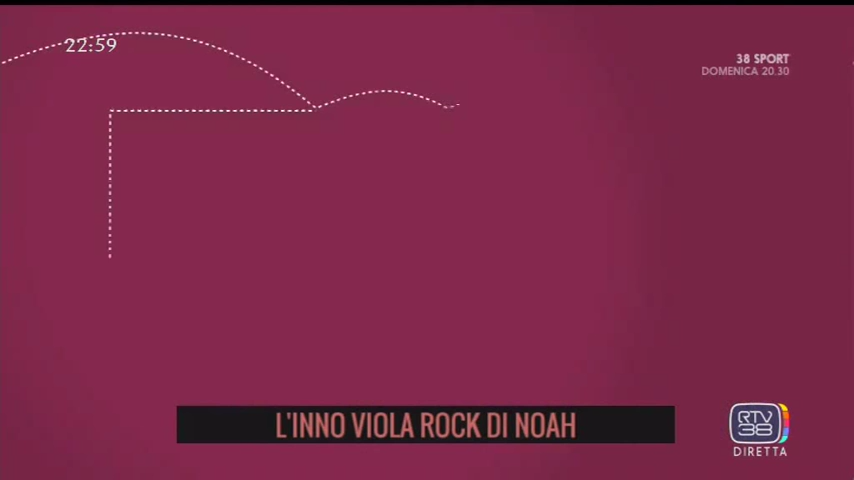 22:59
38 SPORT
DOMENICA 20.30
L'INNO VIOLA ROCK DI NOAH
RTV
38
DIRETTA